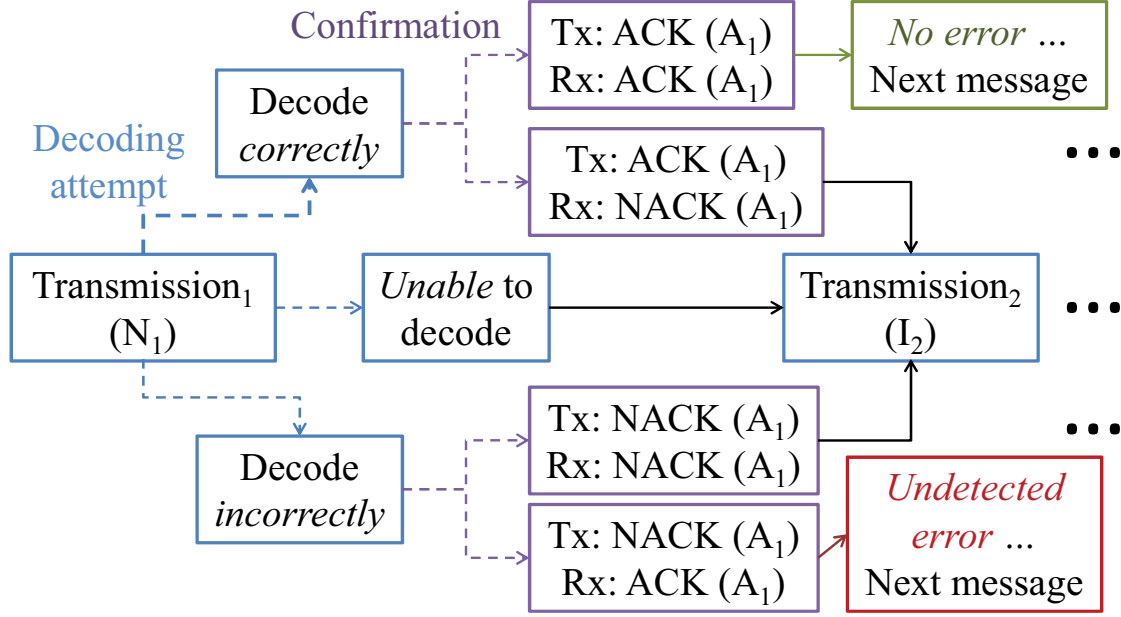 Confirmation
Decoding
attempt
Decode
correctly
Tx: ACK (A₁)
Rx: ACK (A₁)
No error ...
Next message
Tx: ACK (A₁)
Rx: NACK (A₁)
...
Transmission₁
(N₁)
Unable to
decode
Transmission₂
(I₂)
...
Decode
incorrectly
Tx: NACK (A₁)
Rx: NACK (A₁)
...
Tx: NACK (A₁)
Rx: ACK (A₁)
Undetected
error ...
Next message